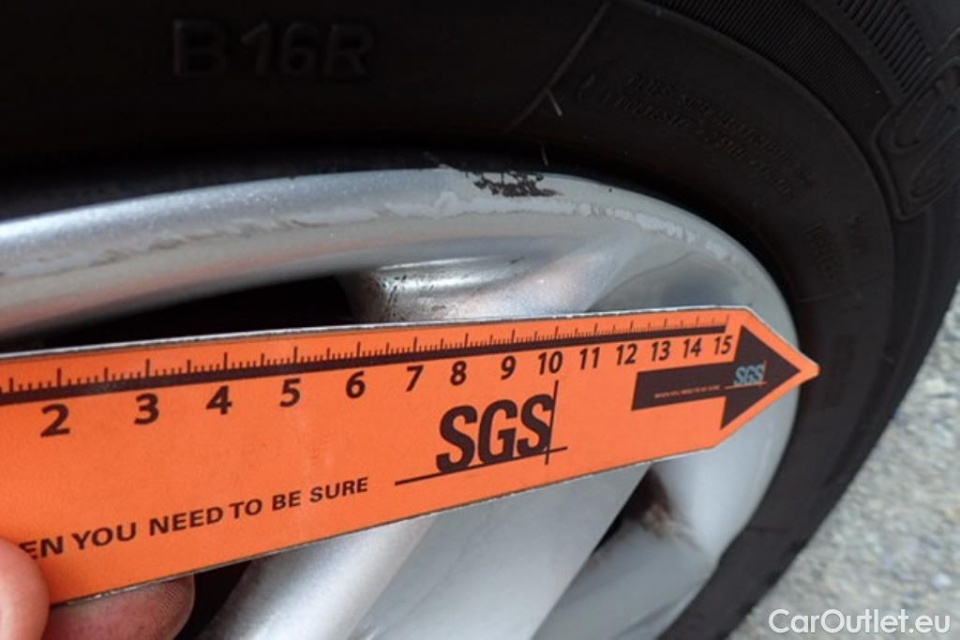 B16R
2 3 4 5 6 7 8 9 10 11 12 13 14 15
SGS
SGS
EN YOU NEED TO BE SURE
CarOutlet.eu